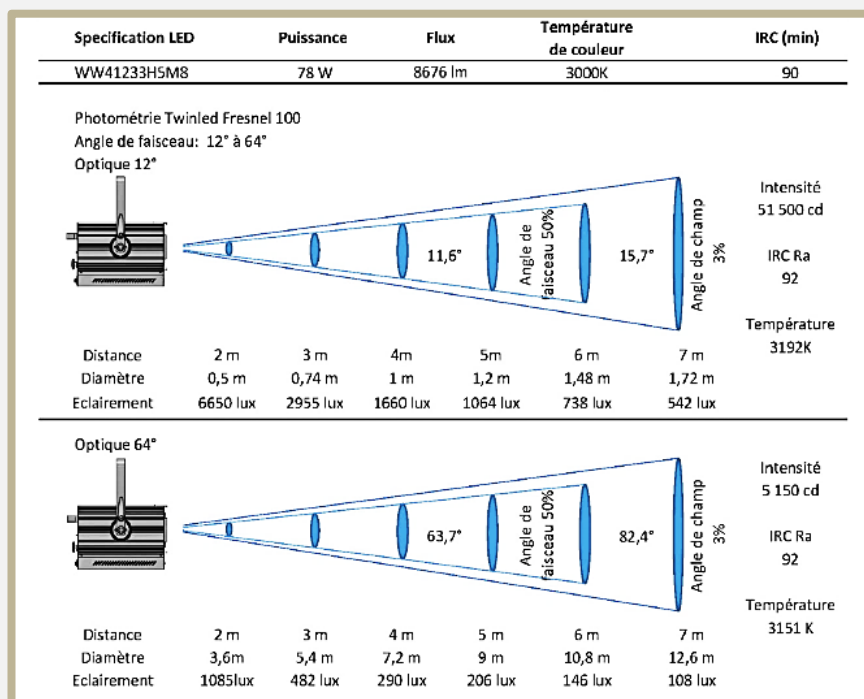 Specification LED Puissance Flux Température de couleur IRC (min)
WW41233H5M8 78 W 8676 lm 3000K 90
Photométrie Twinled Fresnel 100
Angle de faisceau: 12° à 64°
Optique 12°
11,6°
Angle de faisceau 50%
15,7°
Angle de champ 3%
Intensité
51 500 cd
IRC Ra
92
Température
3192K
Distance 2 m 3 m 4m 5m 6 m 7 m
Diamètre 0,5 m 0,74 m 1 m 1,2 m 1,48 m 1,72 m
Eclairement 6650 lux 2955 lux 1660 lux 1064 lux 738 lux 542 lux
Optique 64°
63,7°
Angle de faisceau 50%
82,4°
Angle de champ 3%
Intensité
5 150 cd
IRC Ra
92
Température
3151 K
Distance 2 m 3 m 4 m 5 m 6 m 7 m
Diamètre 3,6m 5,4 m 7,2 m 9 m 10,8 m 12,6 m
Eclairement 1085lux 482 lux 290 lux 206 lux 146 lux 108 lux